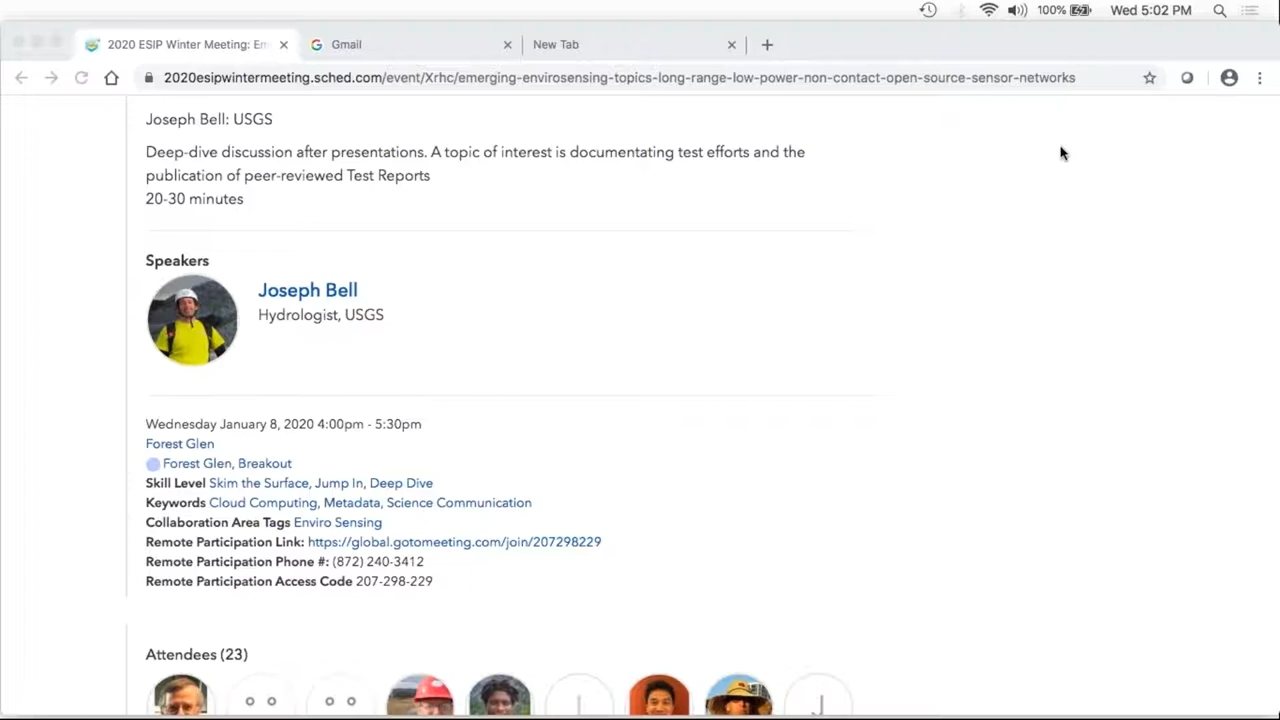 100%
Wed 5:02 PM
2020 ESIP Winter Meeting: Em
Gmail
New Tab
2020esipwintermeeting.sched.com/event/Xrhc/emerging-envirosensing-topics-long-range-low-power-non-contact-open-source-sensor-networks
Joseph Bell: USGS
Deep-dive discussion after presentations. A topic of interest is documentating test efforts and the
publication of peer-reviewed Test Reports
20-30 minutes
Speakers
Joseph Bell
Hydrologist, USGS
Wednesday January 8, 2020 4:00pm - 5:30pm
Forest Glen
Forest Glen, Breakout
Skill Level Skim the Surface, Jump In, Deep Dive
Keywords Cloud Computing, Metadata, Science Communication
Collaboration Area Tags Enviro Sensing
Remote Participation Link: https://global.gotomeeting.com/join/207298229
Remote Participation Phone #: (872) 240-3412
Remote Participation Access Code 207-298-229
Attendees (23)